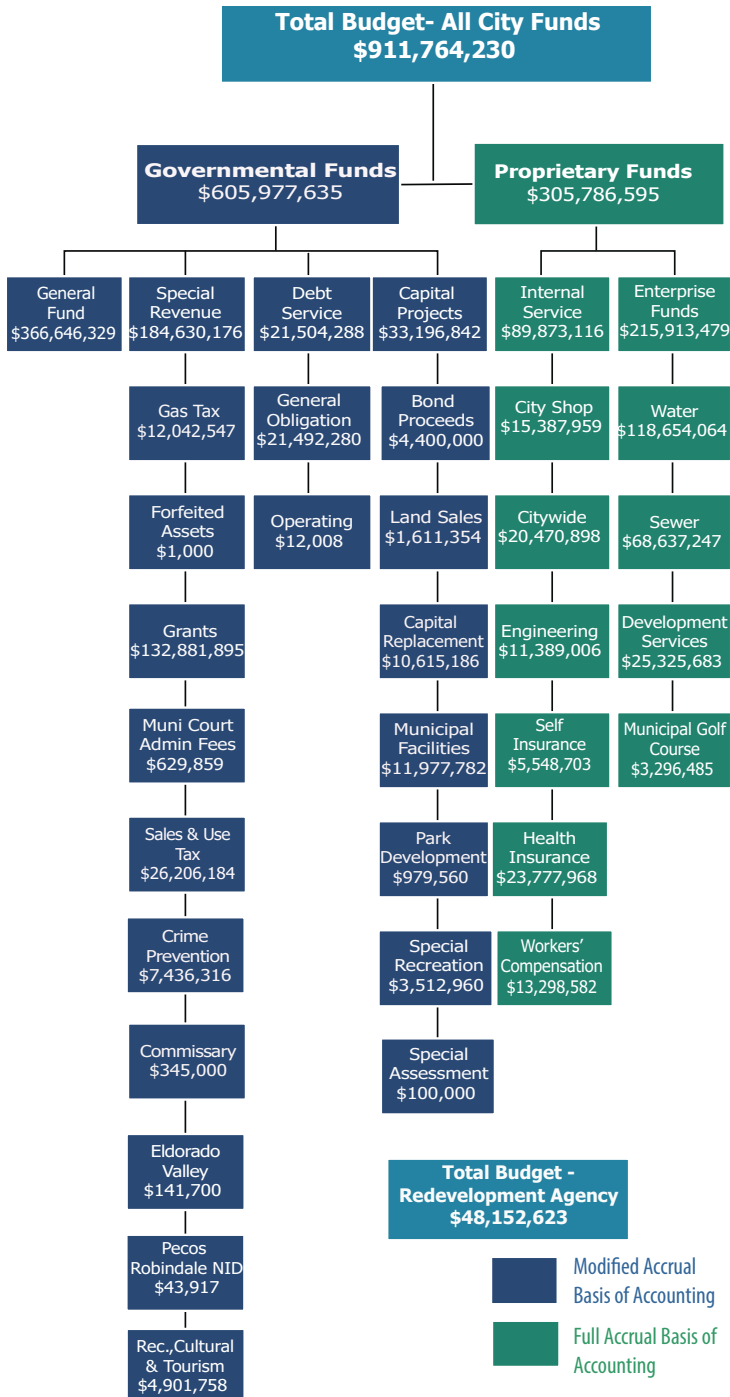 Total Budget- All City Funds
$911,764,230
Governmental Funds
$605,977,635
Proprietary Funds
$305,786,595
General
Fund
$366,646,329
Special
Revenue
$184,630,176
Debt
Service
$21,504,288
Capital
Projects
$33,196,842
Internal
Service
$89,873,116
Enterprise
Funds
$215,913,479
Gas Tax
$12,042,547
General
Obligation
$21,492,280
Bond
Proceeds
$4,400,000
City Shop
$15,387,959
Water
$118,654,064
Forfeited
Assets
$1,000
Operating
$12,008
Land Sales
$1,611,354
Citywide
$20,470,898
Sewer
$68,637,247
Grants
$132,881,895
Capital
Replacement
$10,615,186
Engineering
$11,389,006
Development
Services
$25,325,683
Muni Court
Admin Fees
$629,859
Municipal
Facilities
$11,977,782
Self
Insurance
$5,548,703
Municipal Golf
Course
$3,296,485
Sales & Use
Tax
$26,206,184
Park
Development
$979,560
Health
Insurance
$23,777,968
Crime
Prevention
$7,436,316
Special
Recreation
$3,512,960
Workers’
Compensation
$13,298,582
Commissary
$345,000
Special
Assessment
$100,000
Eldorado
Valley
$141,700
Total Budget -
Redevelopment Agency
$48,152,623
Pecos
Robindale NID
$43,917
Modified Accrual
Basis of Accounting
Rec.,Cultural
& Tourism
$4,901,758
Full Accrual Basis of
Accounting